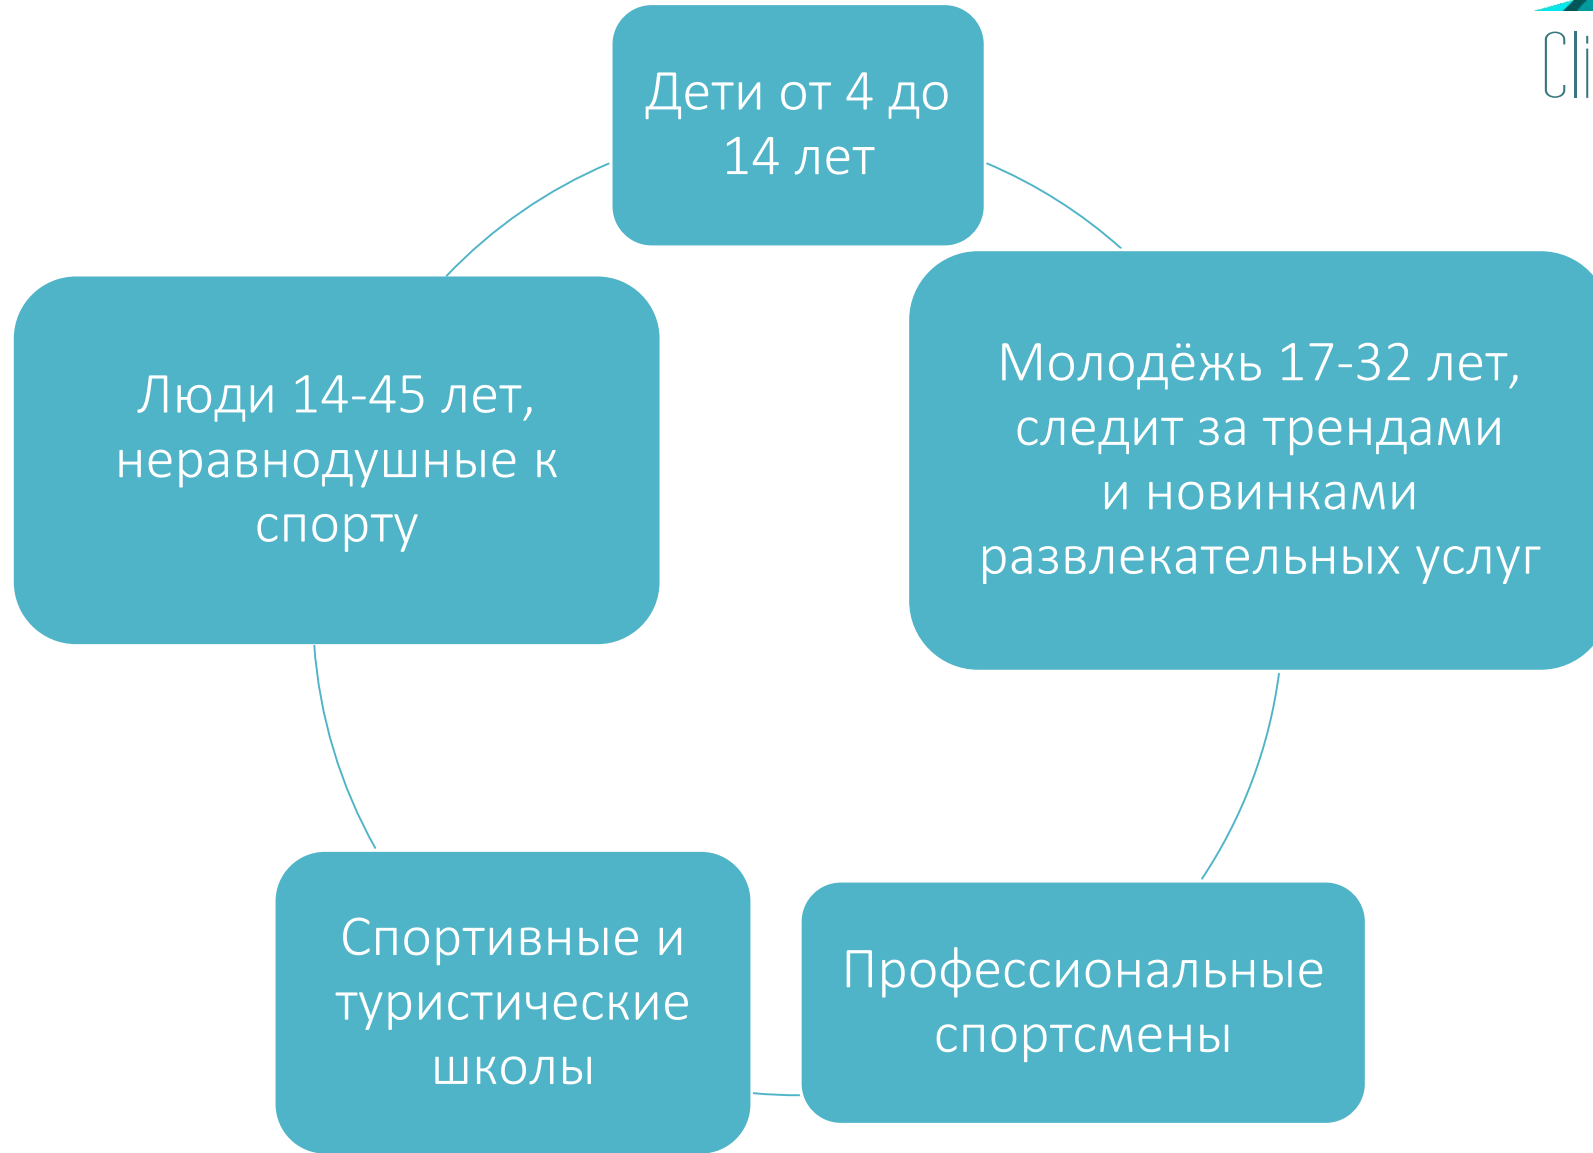 Дети от 4 до
14 лет
Молодёжь 17-32 лет,
следит за трендами
и новинками
развлекательных услуг
Профессиональные
спортсмены
Спортивные и
туристические
школы
Люди 14-45 лет,
неравнодушные к
спорту